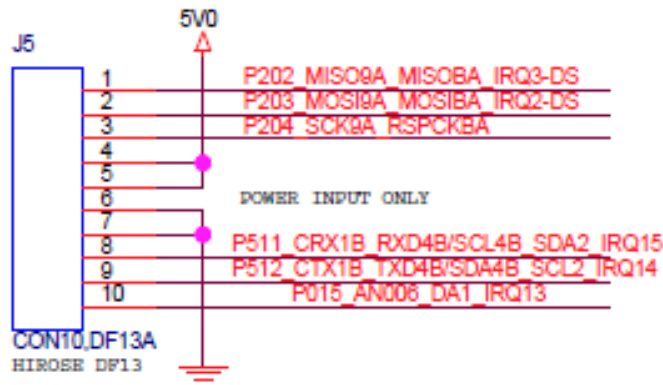 5V0
J5
1 P202_MISO9A_MISOBA_IRQ3-DS
2 P203_MOSI9A_MOSIBA_IRQ2-DS
3 P204_SCK9A_RSPCKBA
4
5
6 POWER INPUT ONLY
7
8 P511_CRX1B_RXD4B/SCL4B_SDA2_IRQ15
9 P512_CTX1B_TXD4B/SDA4B_SCL2_IRQ14
10 P015_AN006_DA1_IRQ13
CON10,DF13A
HIROSE DF13